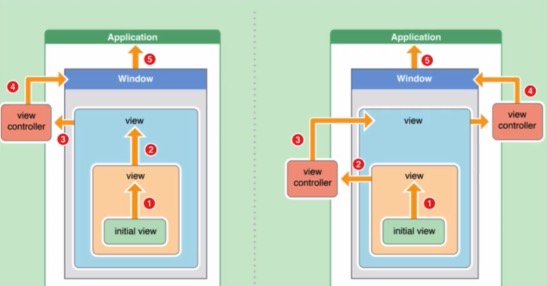 Application
5
Window
4
view
controller
3
view
2
view
1
initial view
Application
5
Window
4
view
controller
view
3
view
controller
2
view
1
initial view